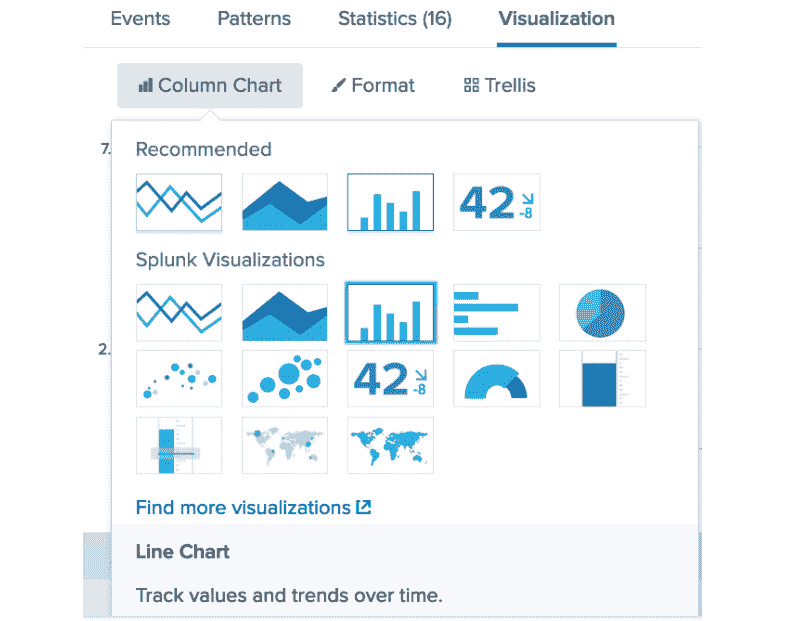 Events Patterns Statistics (16) Visualization
Column Chart Format Trellis
7.
Recommended
42 -8
Splunk Visualizations
2.
42 -8
Find more visualizations
Line Chart
Track values and trends over time.